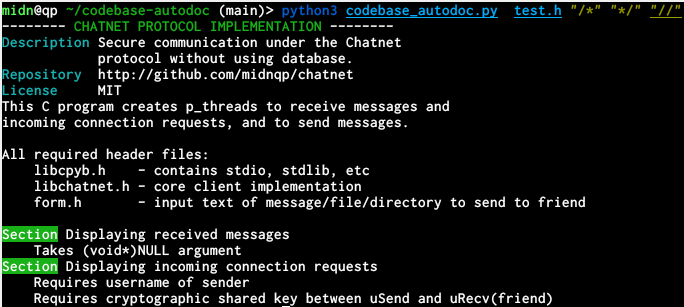 midn@qp ~/codebase-autodoc (main)> python3 codebase_autodoc.py  test.h "/*" "*/" "//"
-------- CHATNET PROTOCOL IMPLEMENTATION --------
Description Secure communication under the Chatnet
            protocol without using database.
Repository  http://github.com/midnqp/chatnet
License     MIT
This C program creates p_threads to receive messages and
incoming connection requests, and to send messages.

All required header files:
    libcpyb.h    - contains stdio, stdlib, etc
    libchatnet.h - core client implementation
    form.h       - input text of message/file/directory to send to friend

Section Displaying received messages
    Takes (void*)NULL argument
Section Displaying incoming connection requests
    Requires username of sender
    Requires cryptographic shared key between uSend and uRecv(friend)